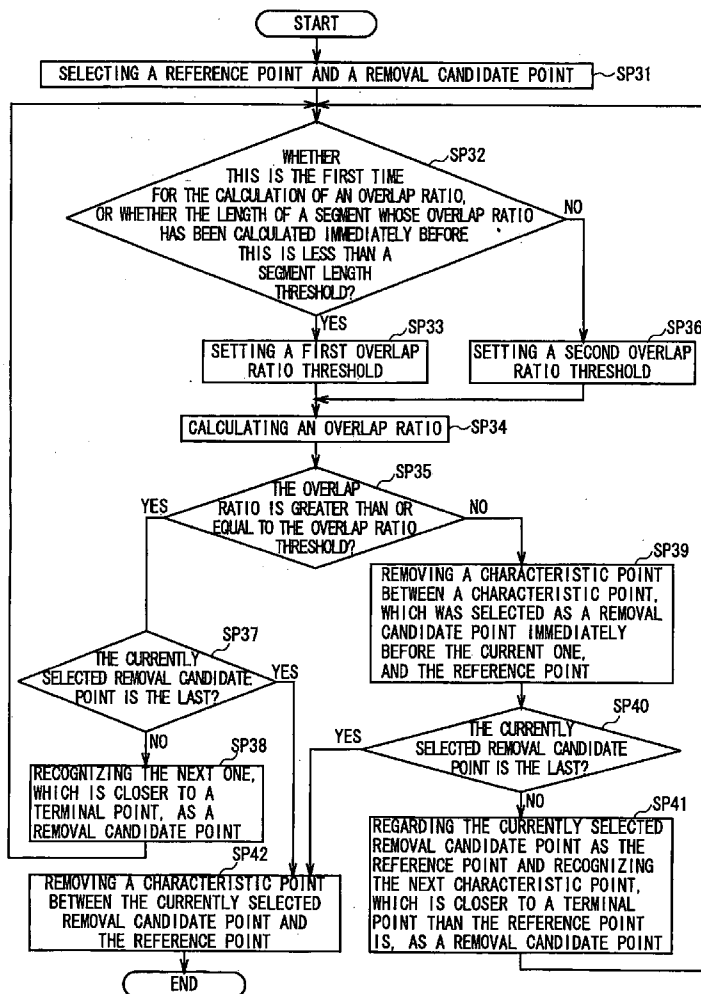 START
SELECTING A REFERENCE POINT AND A REMOVAL CANDIDATE POINT
SP31
SP32
WHETHER
THIS IS THE FIRST TIME
FOR THE CALCULATION OF AN OVERLAP RATIO,
OR WHETHER THE LENGTH OF A SEGMENT WHOSE OVERLAP RATIO
HAS BEEN CALCULATED IMMEDIATELY BEFORE
THIS IS LESS THAN A
SEGMENT LENGTH
THRESHOLD?
NO
YES
SP33
SETTING A FIRST OVERLAP
RATIO THRESHOLD
SP36
SETTING A SECOND OVERLAP
RATIO THRESHOLD
CALCULATING AN OVERLAP RATIO
SP34
SP35
THE OVERLAP
RATIO IS GREATER THAN OR
EQUAL TO THE OVERLAP RATIO
THRESHOLD?
YES
NO
SP39
REMOVING A CHARACTERISTIC POINT
BETWEEN A CHARACTERISTIC POINT,
WHICH WAS SELECTED AS A REMOVAL
CANDIDATE POINT IMMEDIATELY
BEFORE THE CURRENT ONE,
AND THE REFERENCE POINT
SP37
THE CURRENTLY
SELECTED REMOVAL CANDIDATE
POINT IS THE LAST?
YES
NO
SP40
THE CURRENTLY
SELECTED REMOVAL CANDIDATE
POINT IS THE LAST?
YES
NO
SP38
RECOGNIZING THE NEXT ONE,
WHICH IS CLOSER TO A
TERMINAL POINT, AS A
REMOVAL CANDIDATE POINT
SP41
REGARDING THE CURRENTLY SELECTED
REMOVAL CANDIDATE POINT AS THE
REFERENCE POINT AND RECOGNIZING
THE NEXT CHARACTERISTIC POINT,
WHICH IS CLOSER TO A TERMINAL
POINT THAN THE REFERENCE POINT
IS, AS A REMOVAL CANDIDATE POINT
SP42
REMOVING A CHARACTERISTIC POINT
BETWEEN THE CURRENTLY SELECTED
REMOVAL CANDIDATE POINT AND
THE REFERENCE POINT
END